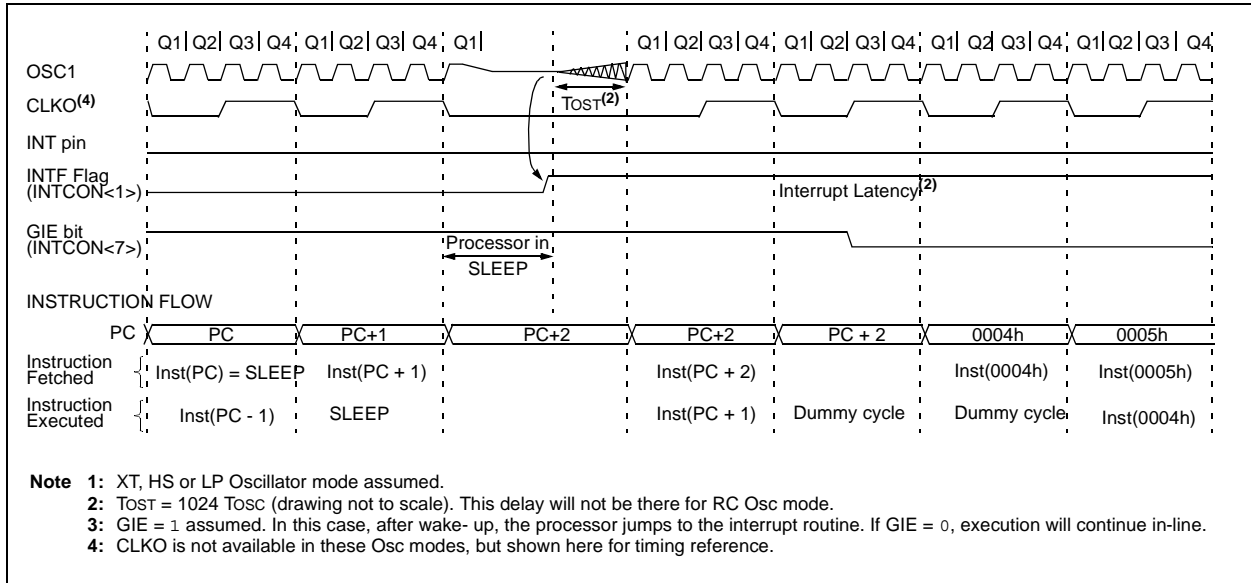 Q1 Q2 Q3 Q4 Q1 Q2 Q3 Q4 Q1 Q1 Q2 Q3 Q4 Q1 Q2 Q3 Q4 Q1 Q2 Q3 Q4 Q1 Q2 Q3 Q4
OSC1
CLKO(4)
TOST(2)
INT pin
INTF Flag
(INTCON<1>)
Interrupt Latency(2)
GIE bit
(INTCON<7>)
Processor in
SLEEP
INSTRUCTION FLOW
PC PC PC+1 PC+2 PC+2 PC + 2 0004h 0005h
Instruction
Fetched
Inst(PC) = SLEEP Inst(PC + 1) Inst(PC + 2) Inst(0004h) Inst(0005h)
Instruction
Executed
Inst(PC - 1) SLEEP Inst(PC + 1) Dummy cycle Dummy cycle Inst(0004h)
Note 1: XT, HS or LP Oscillator mode assumed.
2: TOST = 1024 TOSC (drawing not to scale). This delay will not be there for RC Osc mode.
3: GIE = 1 assumed. In this case, after wake- up, the processor jumps to the interrupt routine. If GIE = 0, execution will continue in-line.
4: CLKO is not available in these Osc modes, but shown here for timing reference.